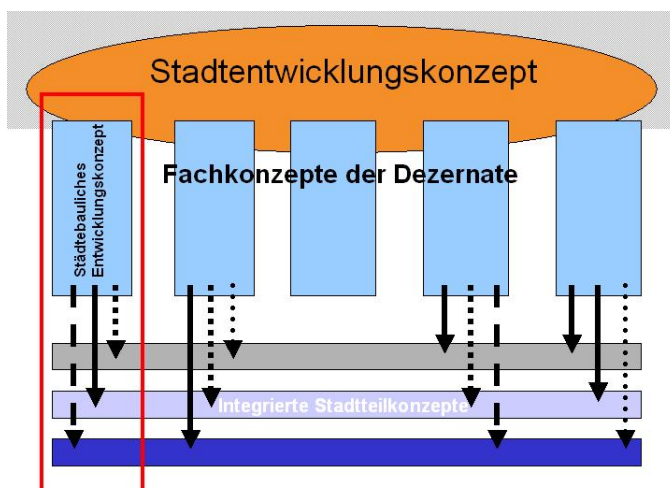 Stadtentwicklungskonzept
Fachkonzepte der Dezernate
Städtebauliches
Entwicklungskonzept
Integrierte Stadtteilkonzepte